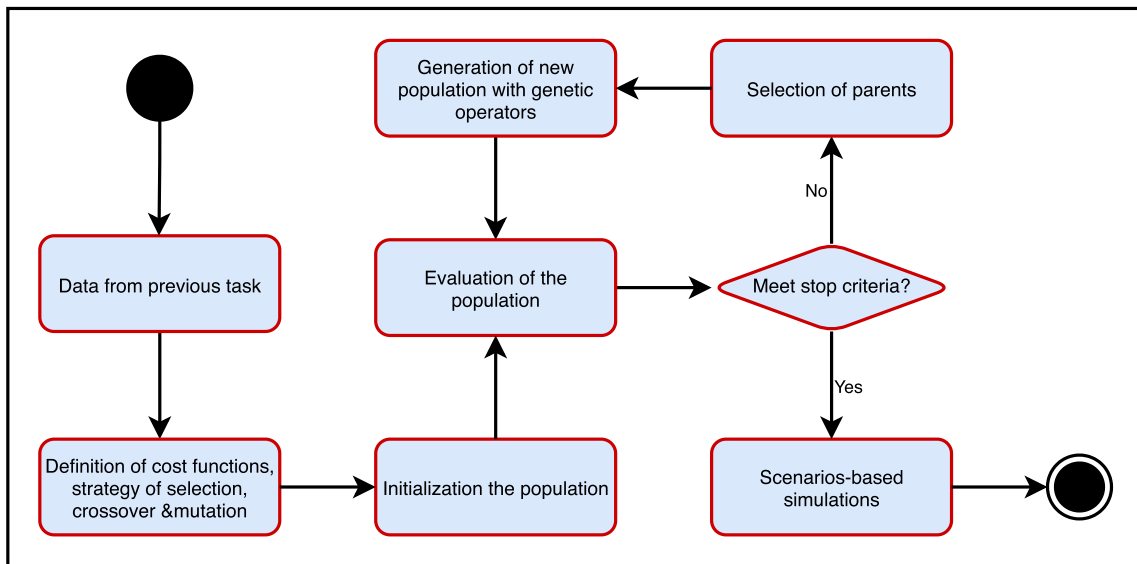 Generation of new
population with genetic
operators
Selection of parents
No
Data from previous task
Evaluation of the
population
Meet stop criteria?
Yes
Definition of cost functions,
strategy of selection,
crossover &mutation
Initialization the population
Scenarios-based
simulations